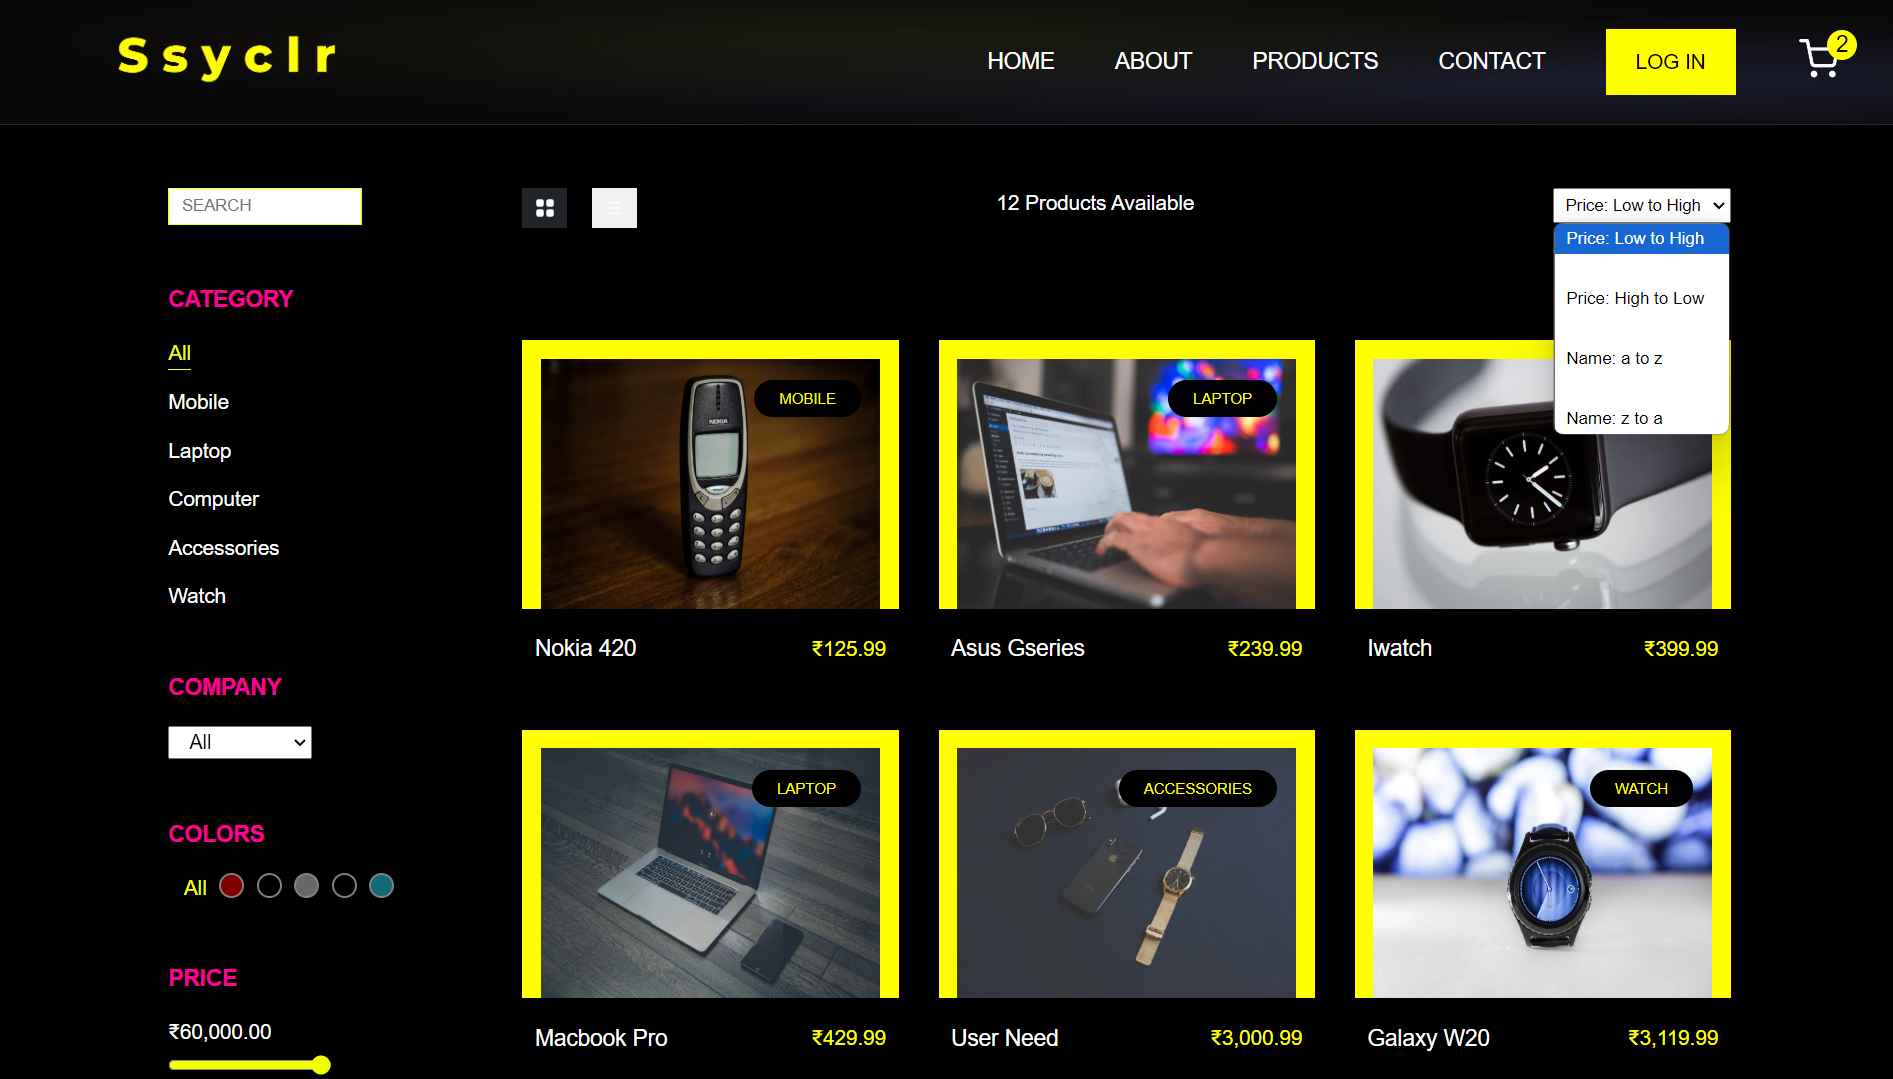 Ssyclr
HOME
ABOUT
PRODUCTS
CONTACT
LOG IN
2
SEARCH
12 Products Available
Price: Low to High
Price: Low to High
Price: High to Low
Name: a to z
Name: z to a
CATEGORY
All
Mobile
Laptop
Computer
Accessories
Watch
COMPANY
All
COLORS
All
PRICE
₹60,000.00
NOKIA
MOBILE
Nokia 420
₹125.99
LAPTOP
Asus Gseries
₹239.99
Iwatch
₹399.99
LAPTOP
Macbook Pro
₹429.99
ACCESSORIES
User Need
₹3,000.99
WATCH
Galaxy W20
₹3,119.99